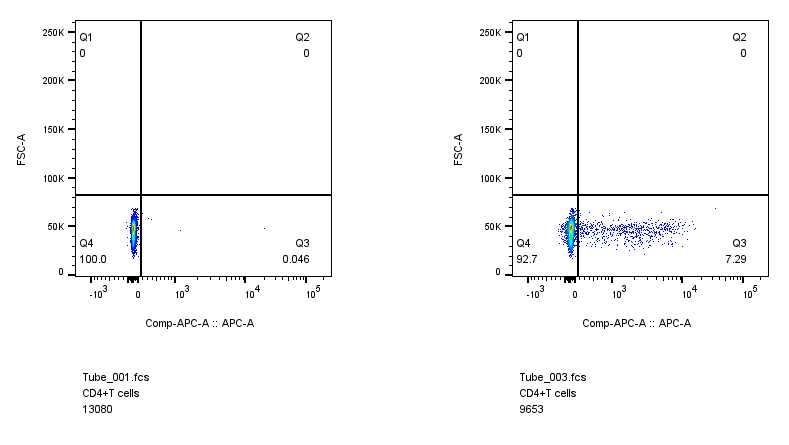 250K
200K
150K
100K
50K
0
FSC-A
Q1
0
Q2
0
Q4
100.0
Q3
0.046
-10^3
0
10^3
10^4
10^5
Comp-APC-A :: APC-A
Tube_001.fcs
CD4+T cells
13080
250K
200K
150K
100K
50K
0
FSC-A
Q1
0
Q2
0
Q4
92.7
Q3
7.29
-10^3
0
10^3
10^4
10^5
Comp-APC-A :: APC-A
Tube_003.fcs
CD4+T cells
9653